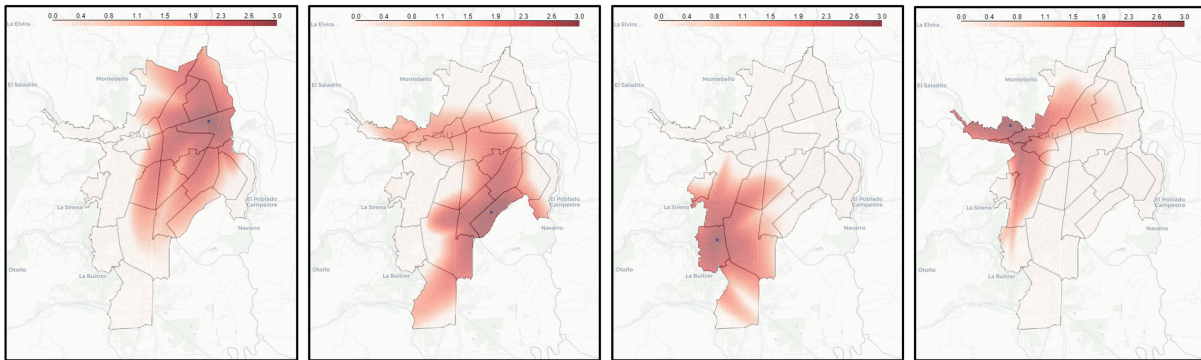 0.0 0.4 0.8 1.1 1.5 1.9 2.3 2.6 3.0
La Elvira
Montebello
El Saladito
CALI
La Sirena
El Poblado
Campestre
Navarro
Otoño
La Buitrer
0.0 0.4 0.8 1.1 1.5 1.9 2.3 2.6 3.0
La Elvira
Montebello
El Saladito
CALI
La Sirena
El Poblado
Campestre
Navarro
Otoño
La Buitrer
0.0 0.4 0.8 1.1 1.5 1.9 2.3 2.6 3.0
La Elvira
Montebello
El Saladito
CALI
La Sirena
El Poblado
Campestre
Navarro
Otoño
La Buitrer
0.0 0.4 0.8 1.1 1.5 1.9 2.3 2.6 3.0
La Elvira
Montebello
El Saladito
CALI
La Sirena
El Poblado
Campestre
Navarro
Otoño
La Buitrer